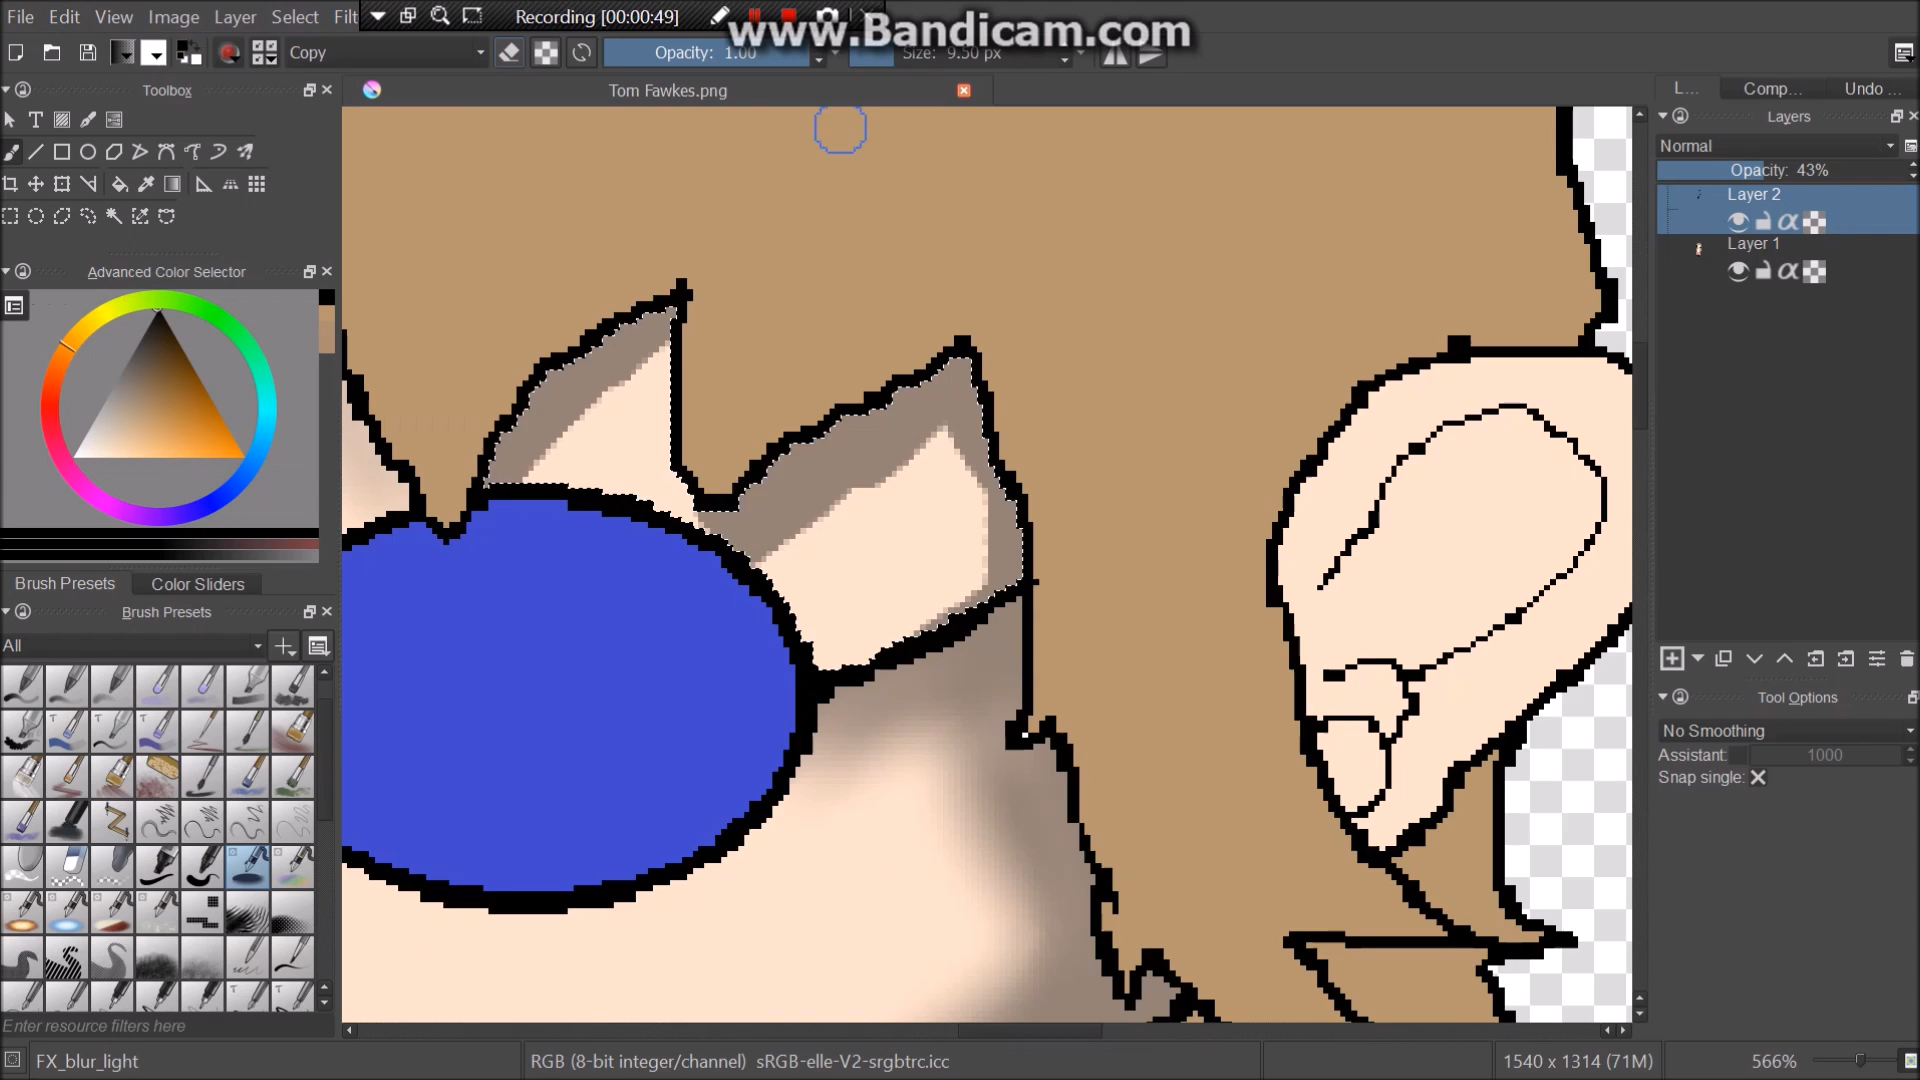 File Edit View Image Layer Select Filt
Recording [00:00:49]
www.Bandicam.com
Copy
Opacity: 1.00
Size: 9.50 px
Toolbox
Tom Fawkes.png
L... Comp... Undo ...
Layers
Normal
Opacity: 43%
Layer 2
Layer 1
Advanced Color Selector
Brush Presets Color Sliders
Brush Presets
All
Enter resource filters here
Tool Options
No Smoothing
Assistant: 1000
Snap single:
FX_blur_light
RGB (8-bit integer/channel) sRGB-elle-V2-srgbtrc.icc
1540 x 1314 (71M)
566%